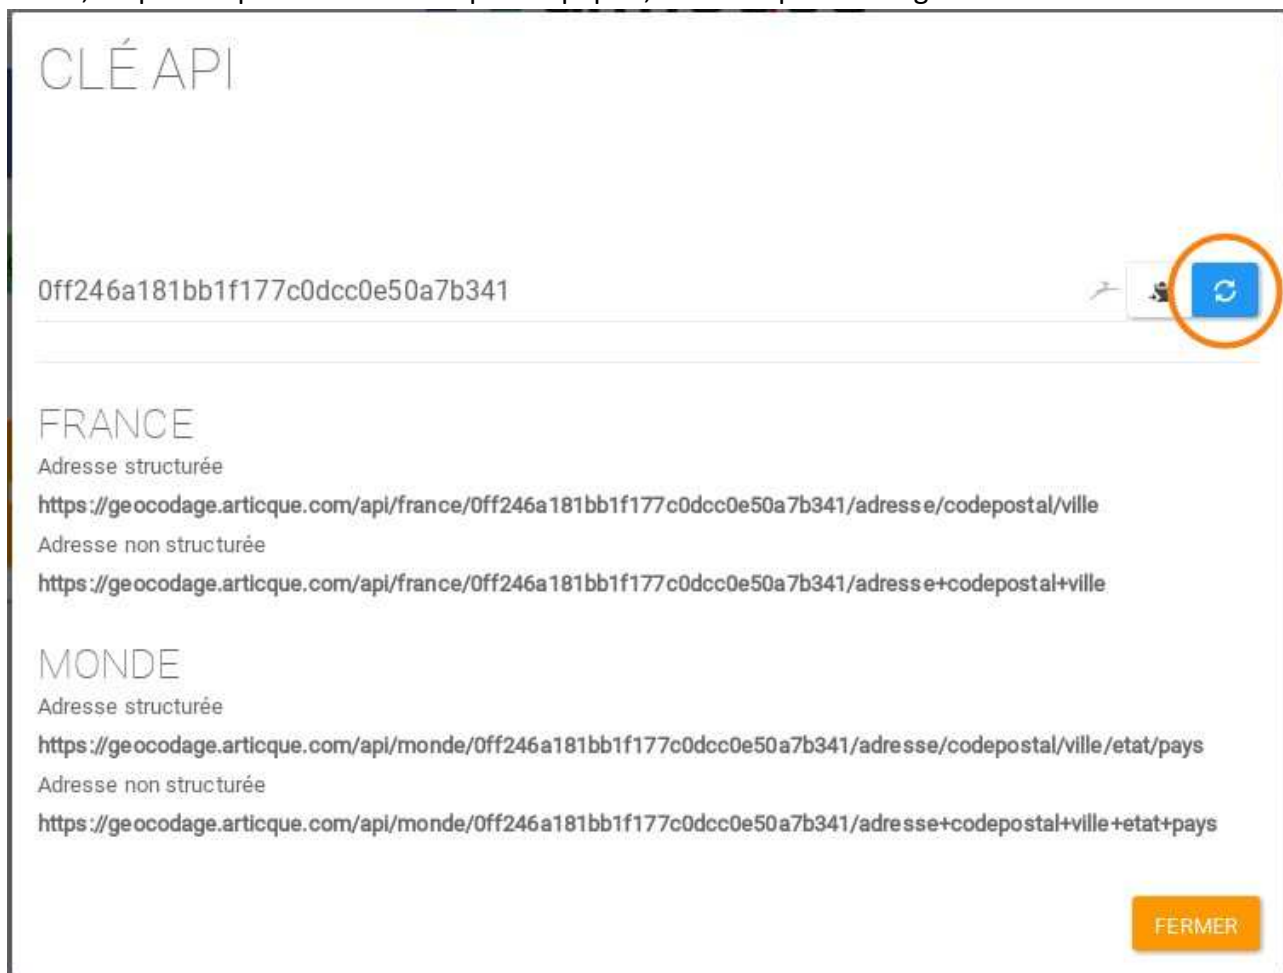 CLÉ API
0ff246a181bb1f177c0dcc0e50a7b341
FRANCE
Adresse structurée
https://geocodage.articque.com/api/france/0ff246a181bb1f177c0dcc0e50a7b341/adresse/codepostal/ville
Adresse non structurée
https://geocodage.articque.com/api/france/0ff246a181bb1f177c0dcc0e50a7b341/adresse+codepostal+ville
MONDE
Adresse structurée
https://geocodage.articque.com/api/monde/0ff246a181bb1f177c0dcc0e50a7b341/adresse/codepostal/ville/etat/pays
Adresse non structurée
https://geocodage.articque.com/api/monde/0ff246a181bb1f177c0dcc0e50a7b341/adresse+codepostal+ville+etat+pays
FERMER